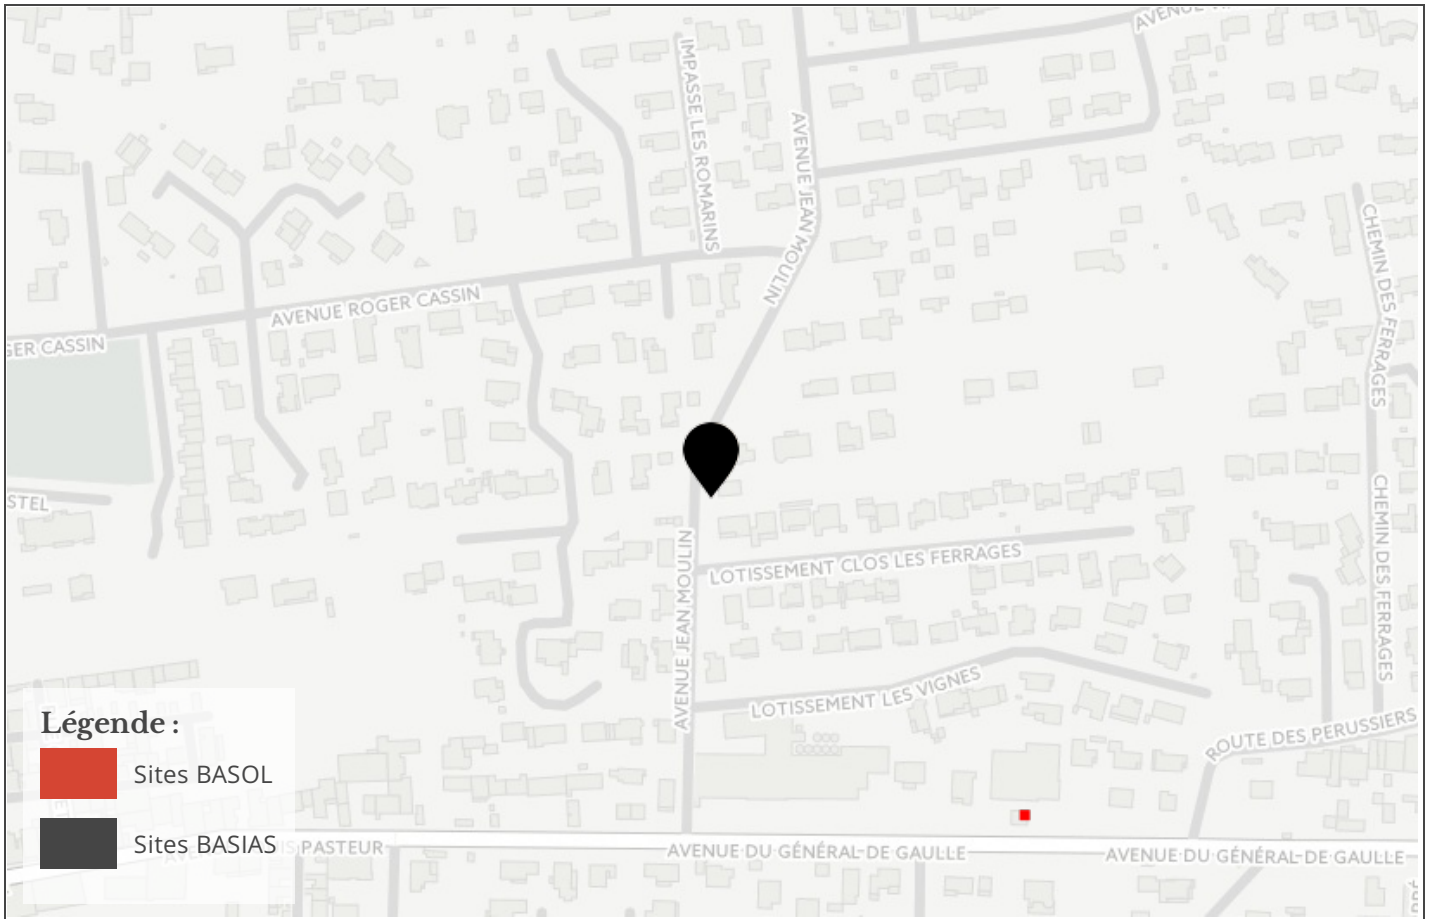 AVENUE
IMPASSE LES ROMARINS
AVENUE JEAN MOULIN
CHEMIN DES FERRAGES
AVENUE ROGER CASSIN
GER CASSIN
STEL
AVENUE JEAN MOULIN
LOTISSEMENT CLOS LES FERRAGES
CHEMIN DES FERRAGES
LOTISSEMENT LES VIGNES
ROUTE DES PERUSSIERS
Légende :
Sites BASOL
Sites BASIAS
PASTEUR
AVENUE DU GÉNÉRAL-DE GAULLE
AVENUE DU GÉNÉRAL-DE GAULLE